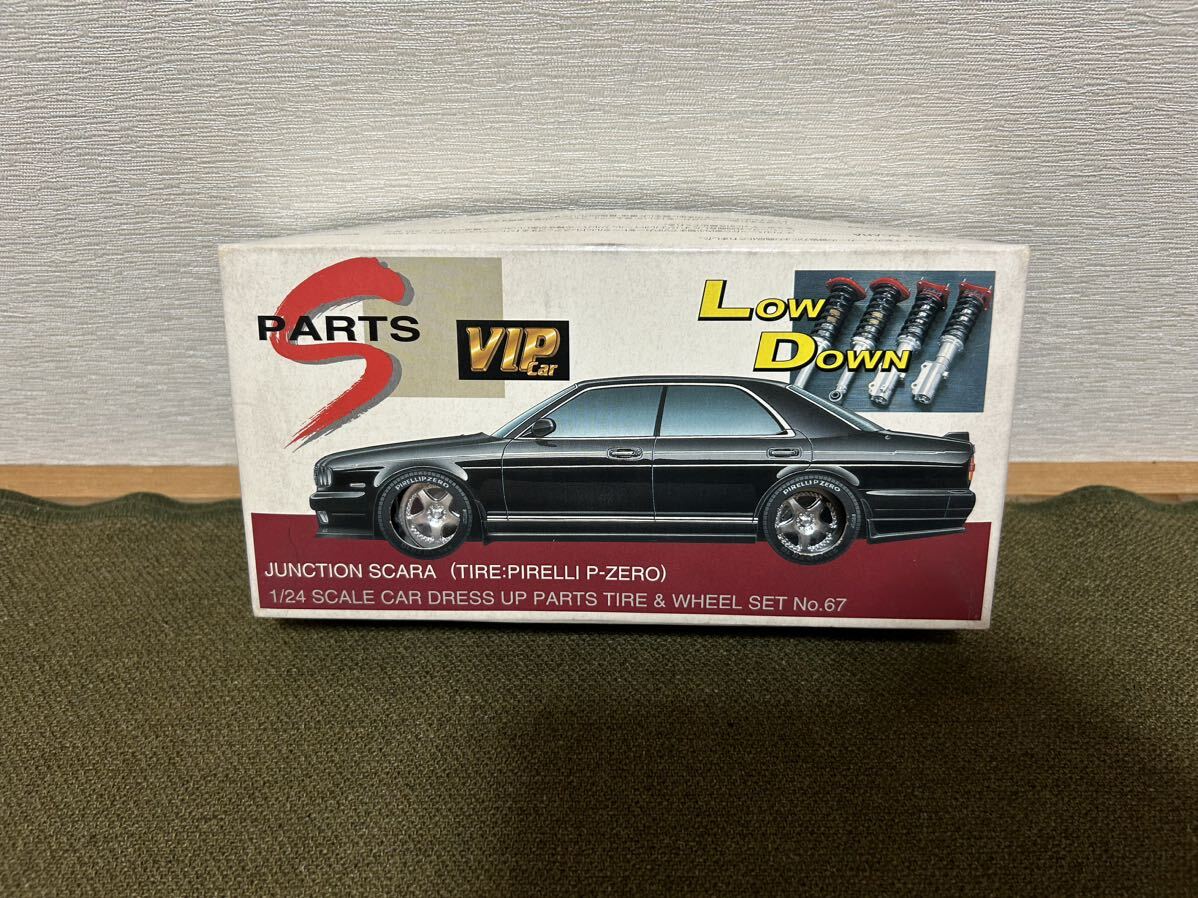 S PARTS
VIP Car
LOW DOWN
PIRELLI P ZERO
PIRELLI P ZERO
JUNCTION SCARA (TIRE:PIRELLI P-ZERO)
1/24 SCALE CAR DRESS UP PARTS TIRE & WHEEL SET No.67